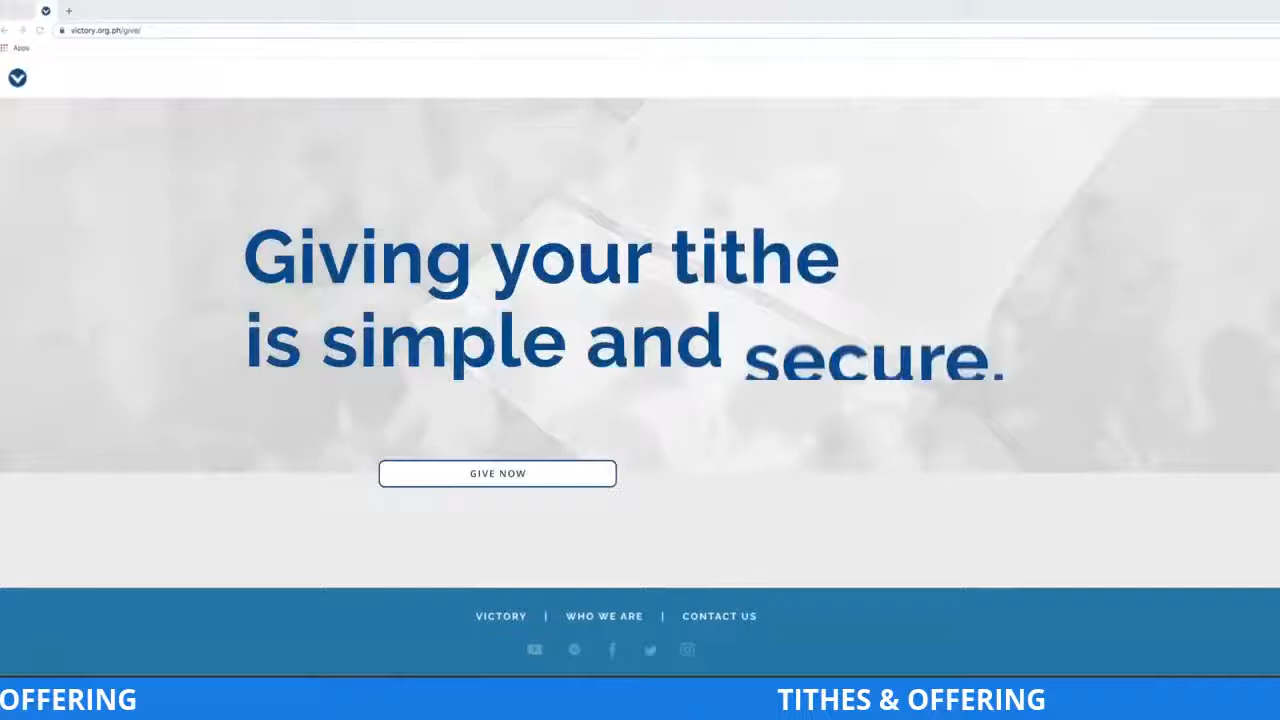 victory.org.ph/give/
Apps
Giving your tithe
is simple and secure.
GIVE NOW
VICTORY | WHO WE ARE | CONTACT US
OFFERING
TITHES & OFFERING